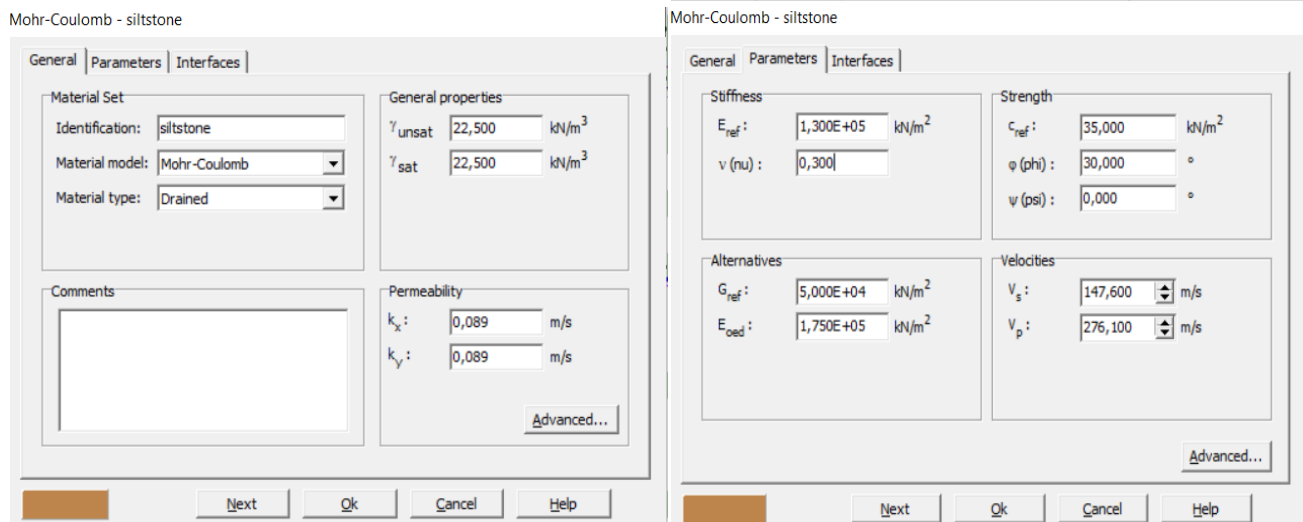 Mohr-Coulomb - siltstone
General Parameters Interfaces
Material Set
Identification: siltstone
Material model: Mohr-Coulomb
Material type: Drained
General properties
γunsat 22,500 kN/m³
γsat 22,500 kN/m³
Comments
Permeability
kx: 0,089 m/s
ky: 0,089 m/s
Advanced...
Next Ok Cancel Help
Mohr-Coulomb - siltstone
General Parameters Interfaces
Stiffness
Eref: 1,300E+05 kN/m²
ν (nu) : 0,300
Strength
cref: 35,000 kN/m²
φ (phi) : 30,000 °
ψ (psi) : 0,000 °
Alternatives
Gref: 5,000E+04 kN/m²
Eoed: 1,750E+05 kN/m²
Velocities
Vs: 147,600 m/s
Vp: 276,100 m/s
Advanced...
Next Ok Cancel Help